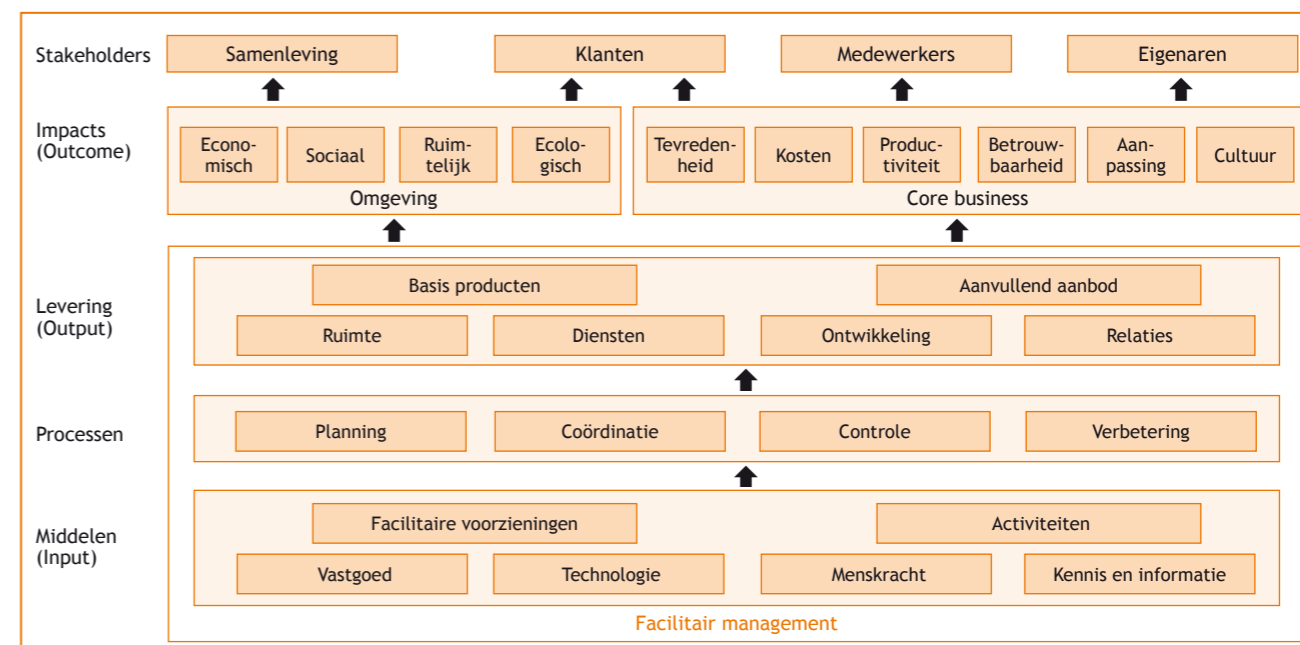 Stakeholders
Samenleving
Klanten
Medewerkers
Eigenaren
Impacts
(Outcome)
Econo-
misch
Sociaal
Ruim-
telijk
Ecolo-
gisch
Omgeving
Tevreden-
heid
Kosten
Produc-
tiviteit
Betrouw-
baarheid
Aan-
passing
Cultuur
Core business
Levering
(Output)
Basis producten
Aanvullend aanbod
Ruimte
Diensten
Ontwikkeling
Relaties
Processen
Planning
Coördinatie
Controle
Verbetering
Middelen
(Input)
Facilitaire voorzieningen
Activiteiten
Vastgoed
Technologie
Menskracht
Kennis en informatie
Facilitair management